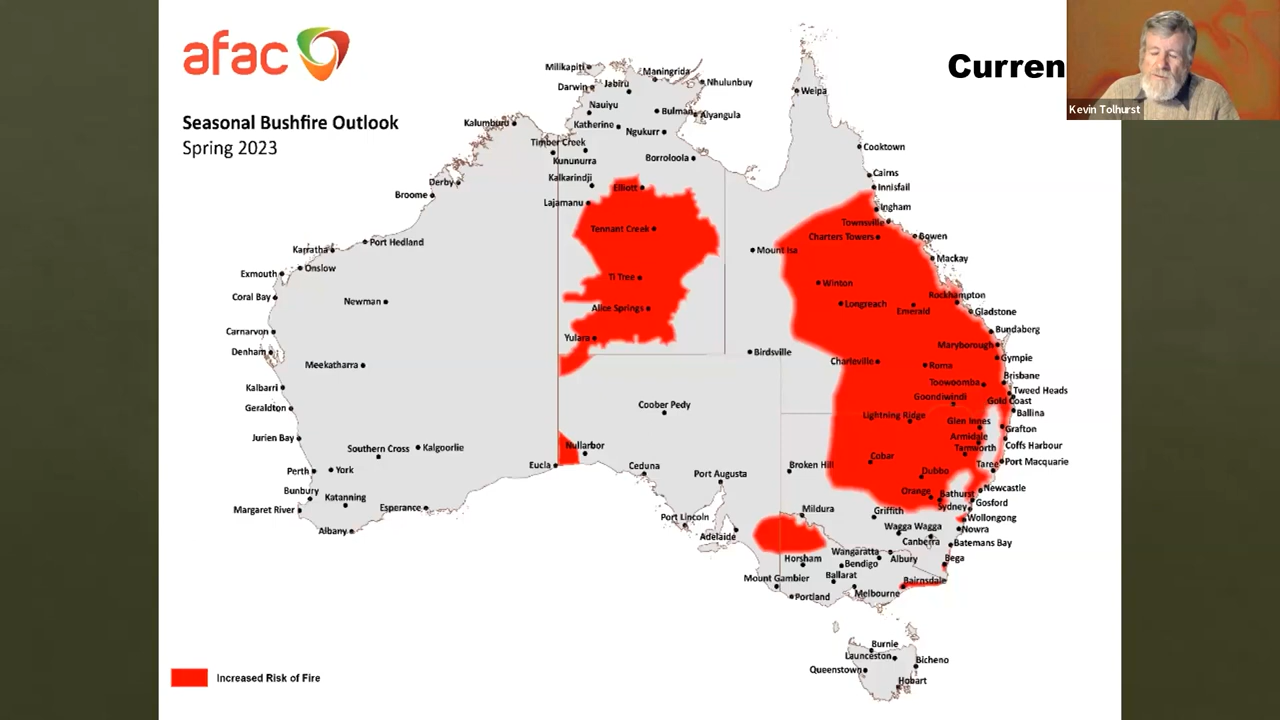 afac
Curren
Kevin Tolhurst
Seasonal Bushfire Outlook
Spring 2023
Milikapiti
Maningrida
Darwin
Jabiru
Nhulunbuy
Weipa
Nauiyu
Bulman
Alyangula
Kalumburu
Katherine
Ngukurr
Timber Creek
Cooktown
Kununurra
Borroloola
Cairns
Derby
Kalkarindji
Elliott
Innisfail
Broome
Lajamanu
Ingham
Townsville
Tennant Creek
Charters Towers
Bowen
Karratha
Port Hedland
Mount Isa
Mackay
Exmouth
Onslow
Ti Tree
Winton
Coral Bay
Newman
Alice Springs
Longreach
Rockhampton
Emerald
Gladstone
Carnarvon
Yulara
Bundaberg
Denham
Birdsville
Maryborough
Gympie
Meekatharra
Charleville
Roma
Brisbane
Kalbarri
Toowoomba
Tweed Heads
Geraldton
Coober Pedy
Goondiwindi
Gold Coast
Ballina
Lightning Ridge
Glen Innes
Grafton
Jurien Bay
Armidale
Coffs Harbour
Southern Cross
Kalgoorlie
Nullarbor
Tamworth
Cobar
Perth
York
Eucla
Ceduna
Port Augusta
Broken Hill
Dubbo
Taree
Port Macquarie
Bunbury
Katanning
Orange
Bathurst
Newcastle
Margaret River
Esperance
Port Lincoln
Mildura
Griffith
Sydney
Gosford
Wollongong
Albany
Adelaide
Wagga Wagga
Nowra
Canberra
Batemans Bay
Horsham
Wangaratta
Albury
Bega
Bendigo
Mount Gambier
Ballarat
Bairnsdale
Portland
Melbourne
Burnie
Launceston
Bicheno
Queenstown
Hobart
Increased Risk of Fire